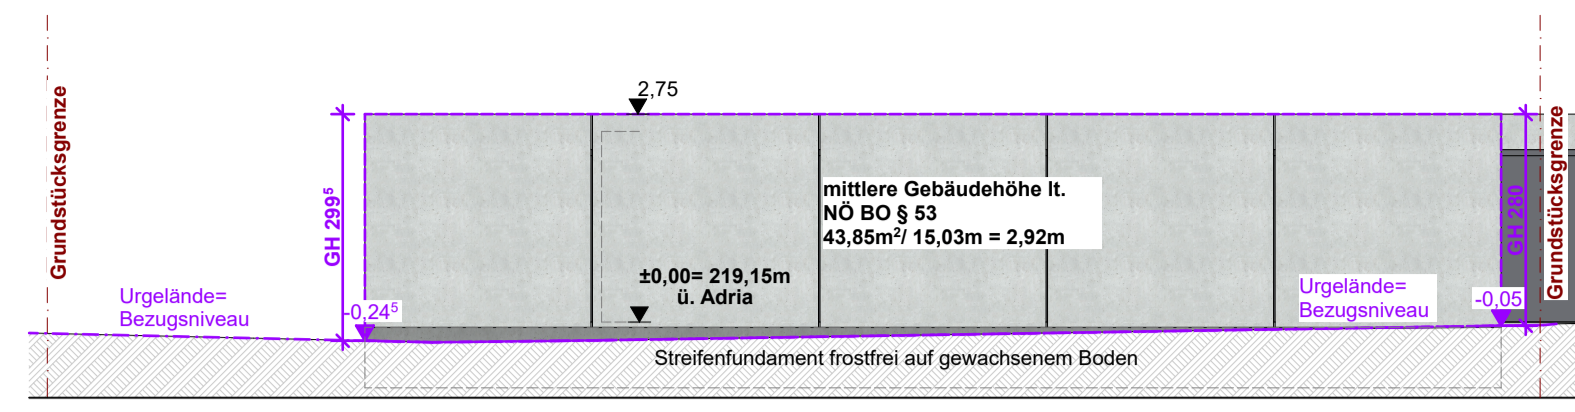 2,75
Grundstücksgrenze
Grundstücksgrenze
GH 299⁵
GH 280
mittlere Gebäudehöhe lt.
NÖ BO § 53
43,85m²/ 15,03m = 2,92m
±0,00= 219,15m
ü. Adria
Urgelände=
Bezugsniveau
-0,24⁵
Urgelände=
Bezugsniveau
-0,05
Streifenfundament frostfrei auf gewachsenem Boden